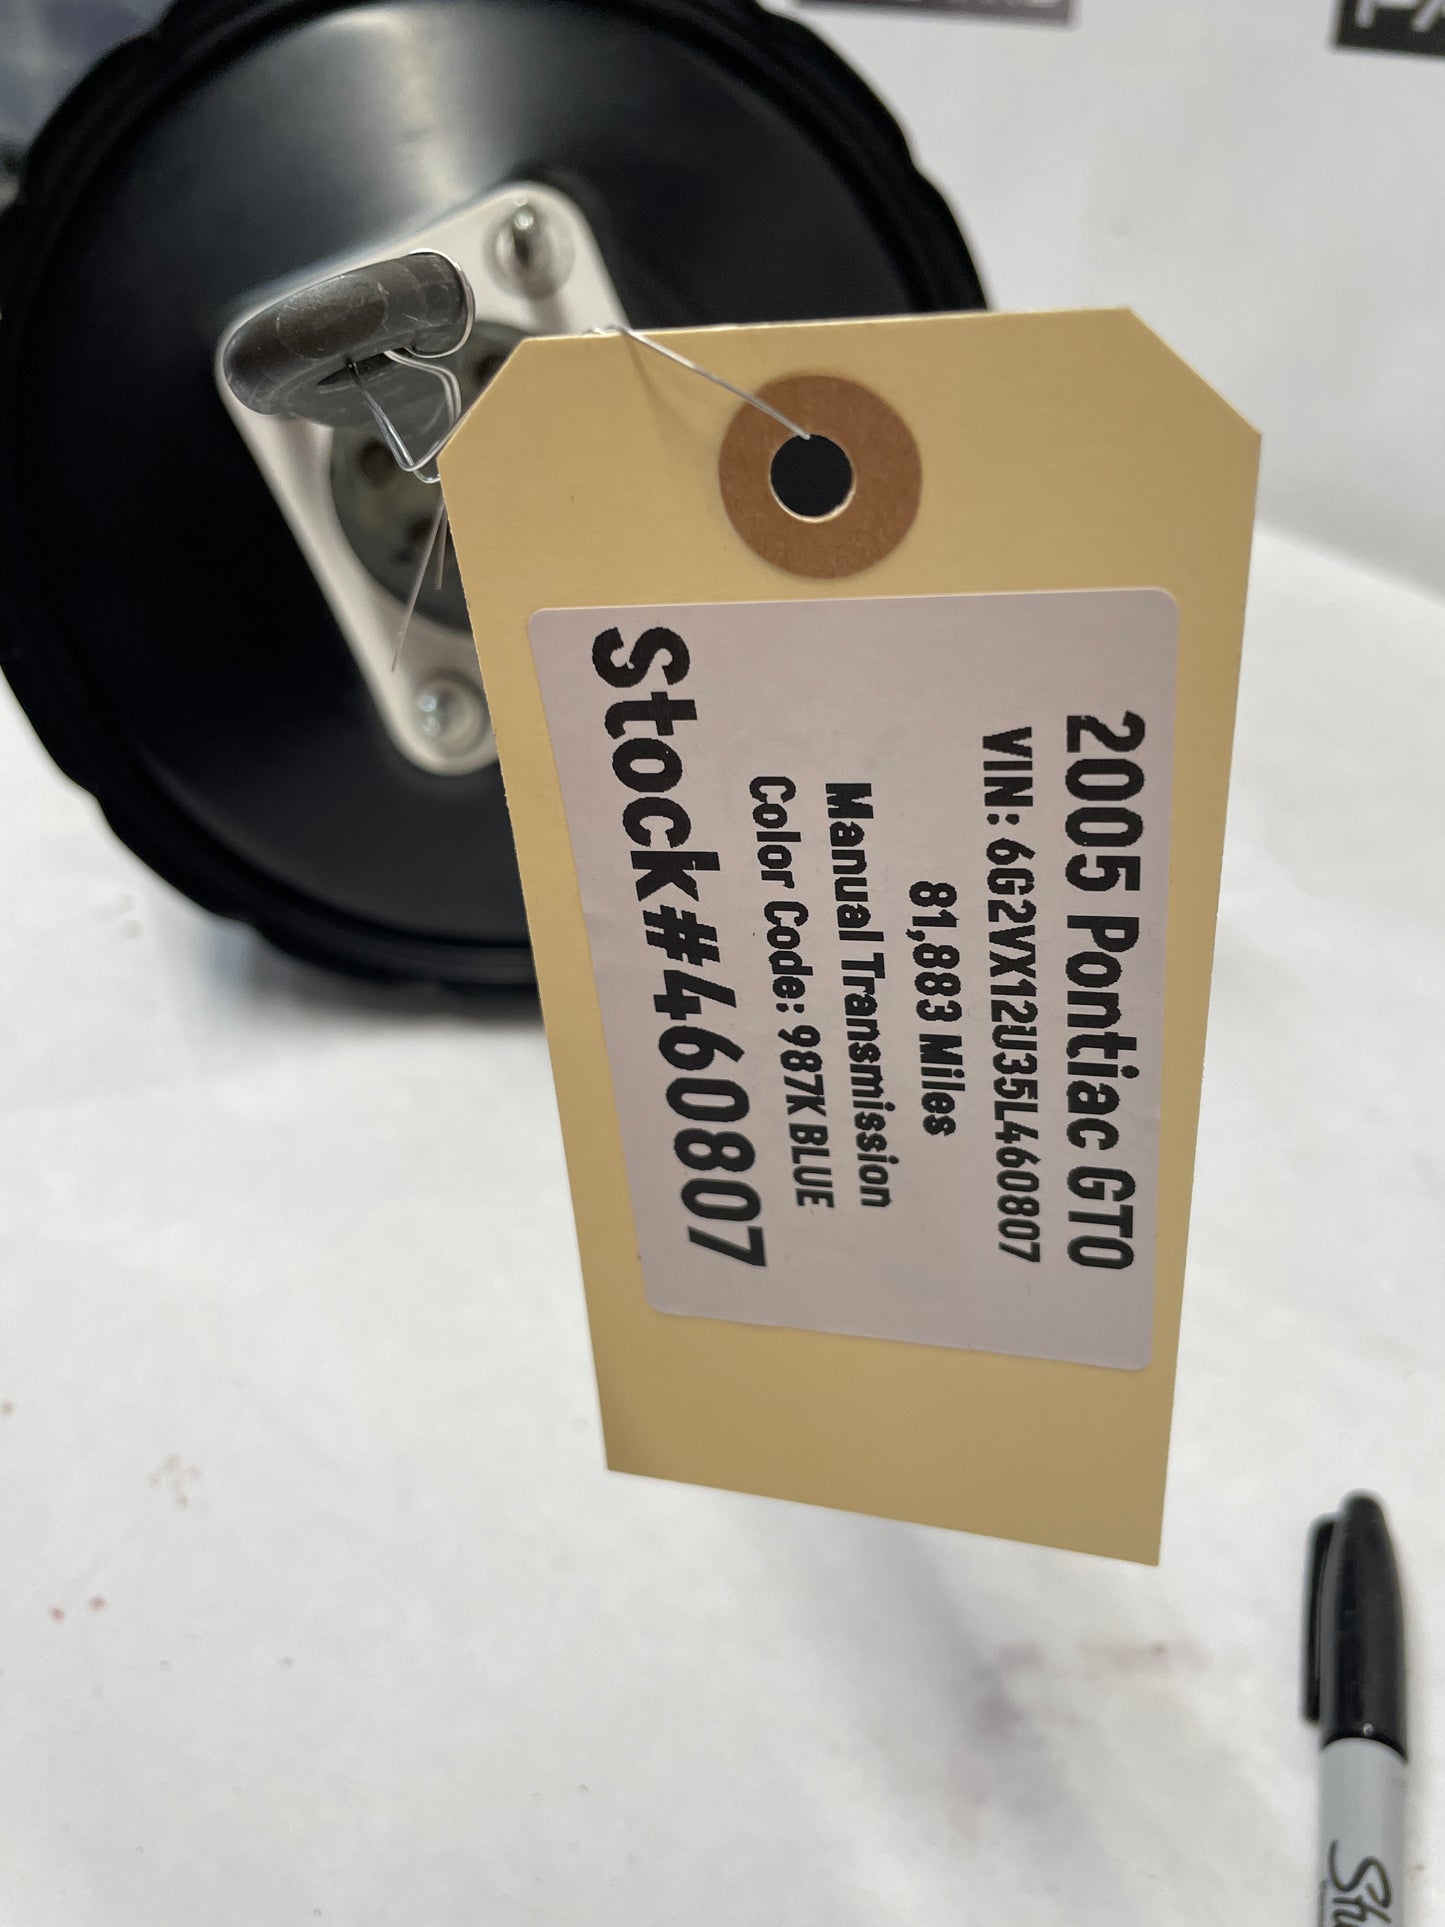 2005 Pontiac GTO
VIN: 6G2VX12U35L460807
81,883 Miles
Manual Transmission
Color Code: 987K BLUE
Stock#460807